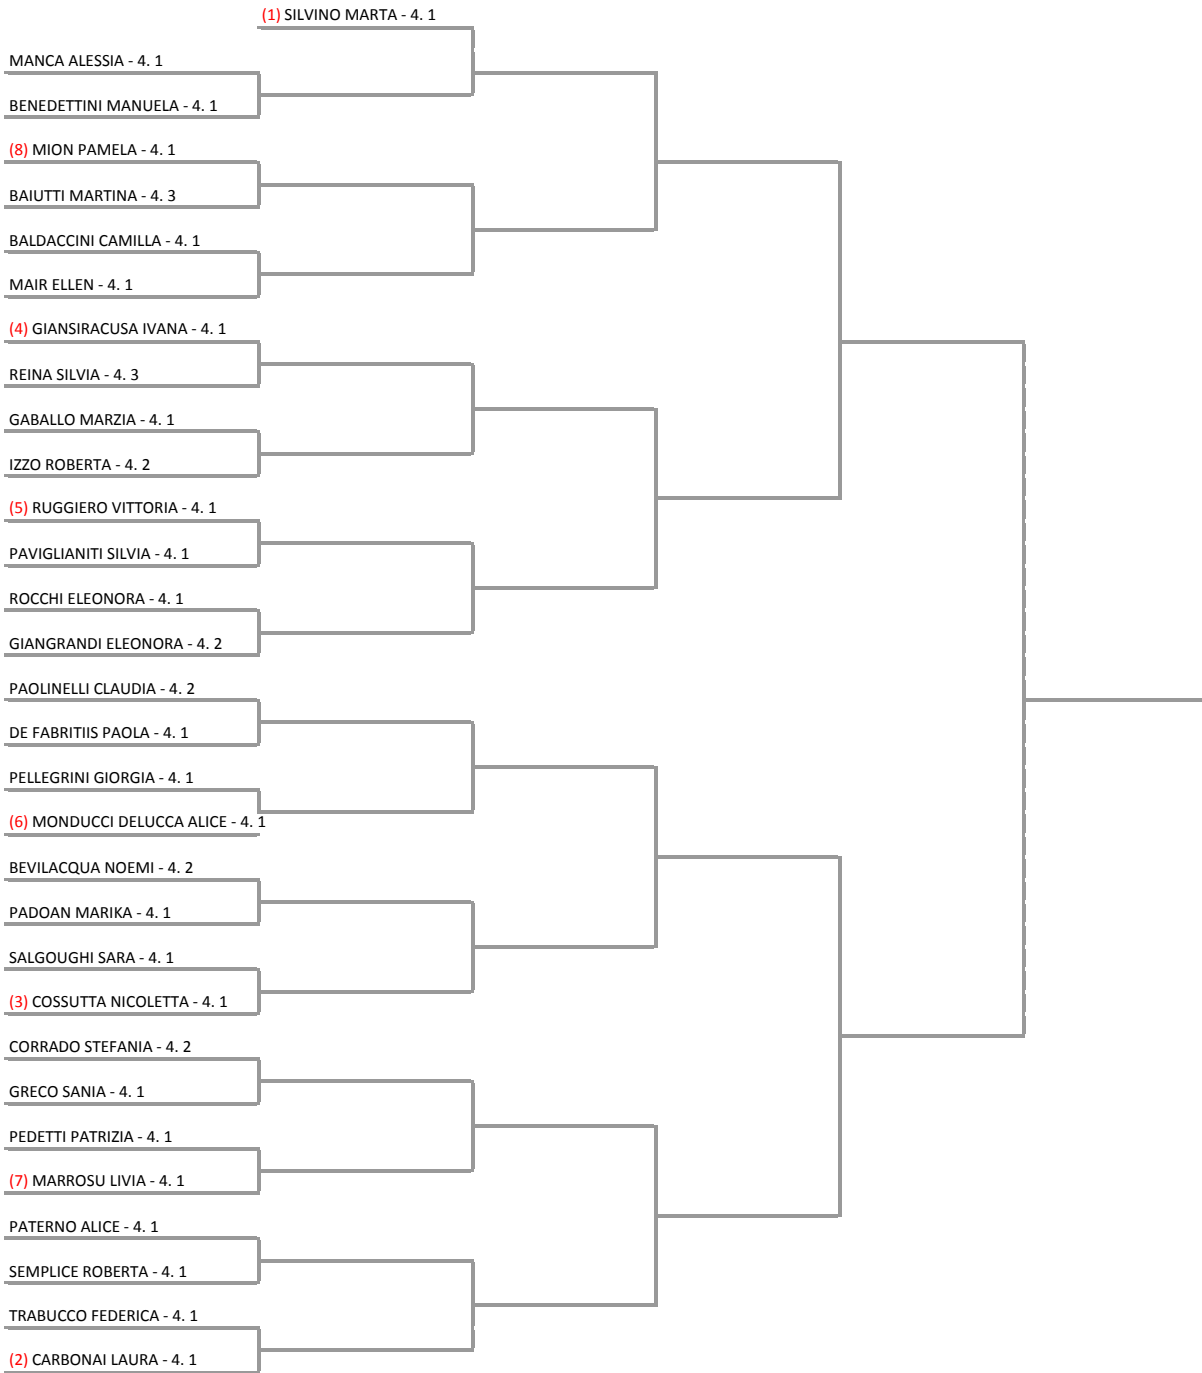 (1) SILVINO MARTA - 4. 1
MANCA ALESSIA - 4. 1
BENEDETTINI MANUELA - 4. 1
(8) MION PAMELA - 4. 1
BAIUTTI MARTINA - 4. 3
BALDACCINI CAMILLA - 4. 1
MAIR ELLEN - 4. 1
(4) GIANSIRACUSA IVANA - 4. 1
REINA SILVIA - 4. 3
GABALLO MARZIA - 4. 1
IZZO ROBERTA - 4. 2
(5) RUGGIERO VITTORIA - 4. 1
PAVIGLIANITI SILVIA - 4. 1
ROCCHI ELEONORA - 4. 1
GIANGRANDI ELEONORA - 4. 2
PAOLINELLI CLAUDIA - 4. 2
DE FABRITIIS PAOLA - 4. 1
PELLEGRINI GIORGIA - 4. 1
(6) MONDUCCI DELUCCA ALICE - 4. 1
BEVILACQUA NOEMI - 4. 2
PADOAN MARIKA - 4. 1
SALGOUGHI SARA - 4. 1
(3) COSSUTTA NICOLETTA - 4. 1
CORRADO STEFANIA - 4. 2
GRECO SANIA - 4. 1
PEDETTI PATRIZIA - 4. 1
(7) MARROSU LIVIA - 4. 1
PATERNO ALICE - 4. 1
SEMPLICE ROBERTA - 4. 1
TRABUCCO FEDERICA - 4. 1
(2) CARBONAI LAURA - 4. 1